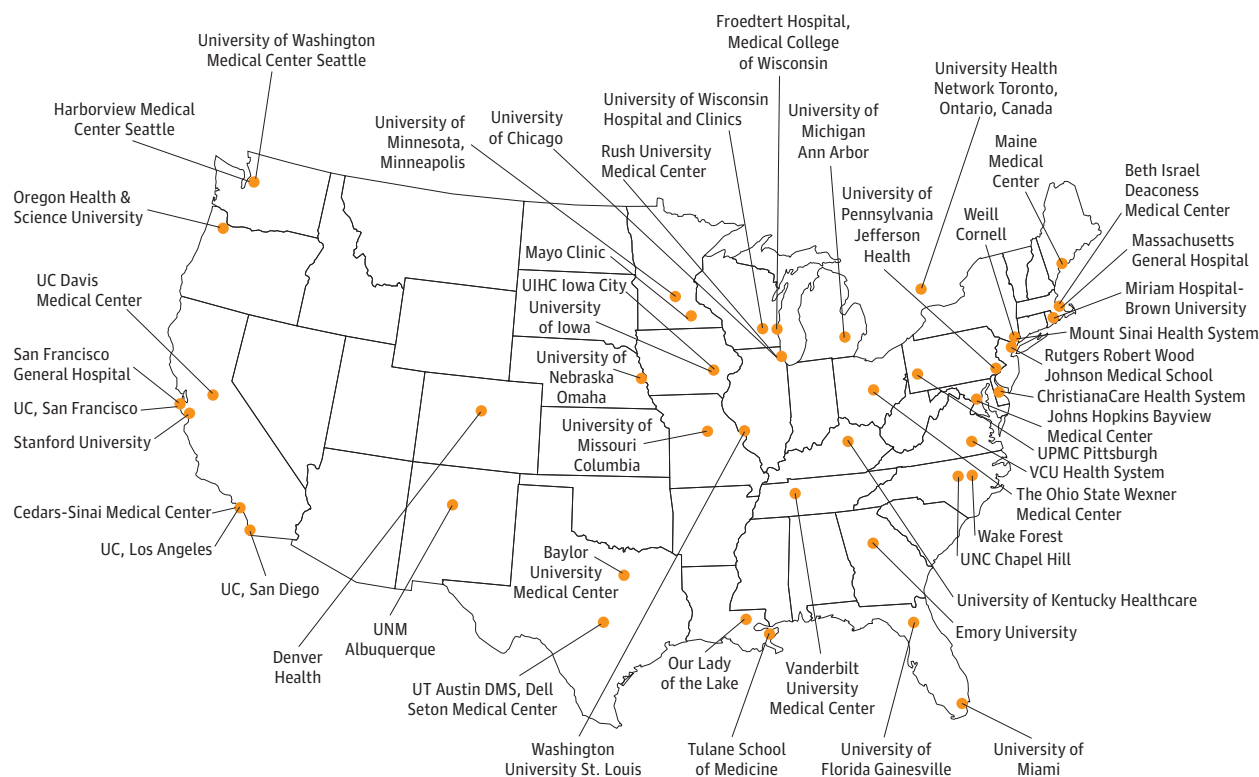 University of Washington
Medical Center Seattle
Harborview Medical
Center Seattle
Oregon Health &
Science University
UC Davis
Medical Center
San Francisco
General Hospital
UC, San Francisco
Stanford University
Cedars-Sinai Medical Center
UC, Los Angeles
UC, San Diego
Denver
Health
UNM
Albuquerque
University of
Minnesota,
Minneapolis
University
of Chicago
Mayo Clinic
UIHC Iowa City
University
of Iowa
University of
Nebraska
Omaha
University of
Missouri
Columbia
Baylor
University
Medical Center
UT Austin DMS, Dell
Seton Medical Center
Washington
University St. Louis
Froedtert Hospital,
Medical College
of Wisconsin
University of Wisconsin
Hospital and Clinics
Rush University
Medical Center
University of
Michigan
Ann Arbor
University Health
Network Toronto,
Ontario, Canada
University of
Pennsylvania
Jefferson
Health
Weill
Cornell
Maine
Medical
Center
Beth Israel
Deaconess
Medical Center
Massachusetts
General Hospital
Miriam Hospital-
Brown University
Mount Sinai Health System
Rutgers Robert Wood
Johnson Medical School
ChristianaCare Health System
Johns Hopkins Bayview
Medical Center
UPMC Pittsburgh
VCU Health System
The Ohio State Wexner
Medical Center
Wake Forest
UNC Chapel Hill
University of Kentucky Healthcare
Emory University
Our Lady
of the Lake
Tulane School
of Medicine
Vanderbilt
University
Medical Center
University of
Florida Gainesville
University of
Miami